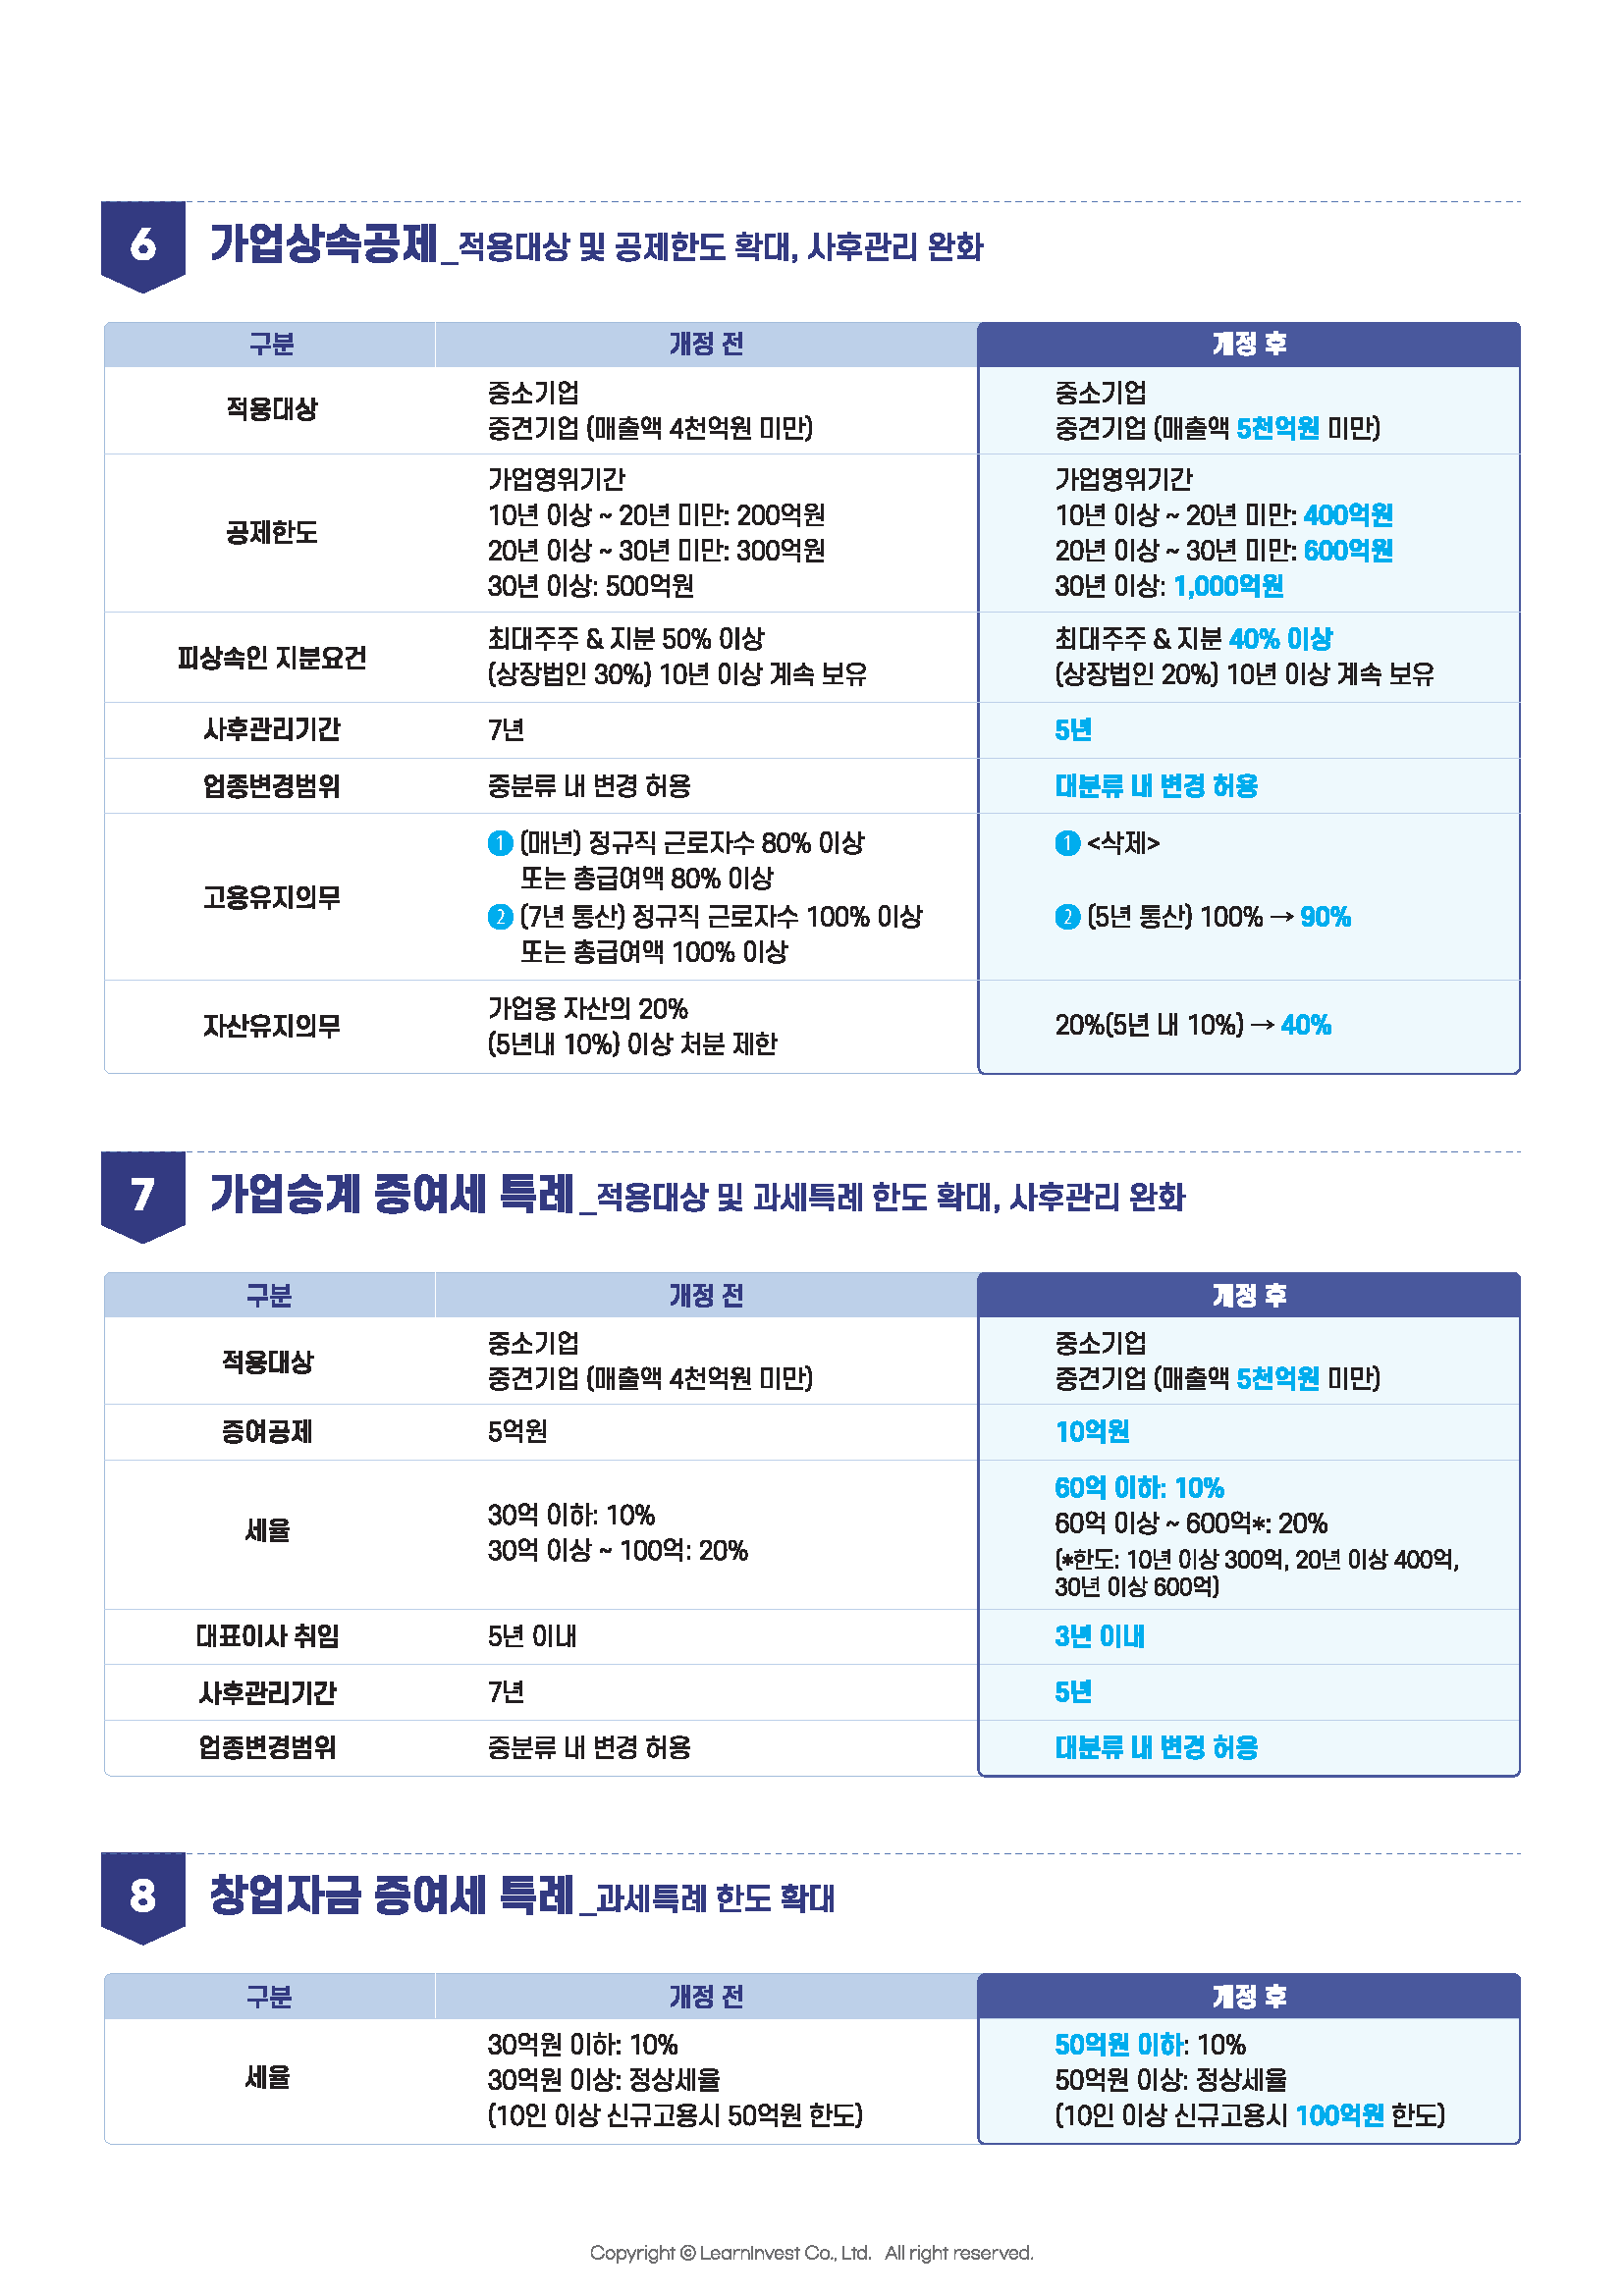 6
가업상속공제_적용대상 및 공제한도 확대, 사후관리 완화
구분 개정 전 개정 후
적용대상
중소기업
중견기업 (매출액 4천억원 미만)
중소기업
중견기업 (매출액 5천억원 미만)
공제한도
가업영위기간
10년 이상 ~ 20년 미만: 200억원
20년 이상 ~ 30년 미만: 300억원
30년 이상: 500억원
가업영위기간
10년 이상 ~ 20년 미만: 400억원
20년 이상 ~ 30년 미만: 600억원
30년 이상: 1,000억원
피상속인 지분요건
최대주주 & 지분 50% 이상
(상장법인 30%) 10년 이상 계속 보유
최대주주 & 지분 40% 이상
(상장법인 20%) 10년 이상 계속 보유
사후관리기간 7년 5년
업종변경범위 중분류 내 변경 허용 대분류 내 변경 허용
고용유지의무
1 (매년) 정규직 근로자수 80% 이상
또는 총급여액 80% 이상
2 (7년 통산) 정규직 근로자수 100% 이상
또는 총급여액 100% 이상
1 <삭제>
2 (5년 통산) 100% → 90%
자산유지의무
가업용 자산의 20%
(5년내 10%) 이상 처분 제한
20%(5년 내 10%) → 40%
7
가업승계 증여세 특례_적용대상 및 과세특례 한도 확대, 사후관리 완화
구분 개정 전 개정 후
적용대상
중소기업
중견기업 (매출액 4천억원 미만)
중소기업
중견기업 (매출액 5천억원 미만)
증여공제 5억원 10억원
세율
30억 이하: 10%
30억 이상 ~ 100억: 20%
60억 이하: 10%
60억 이상 ~ 600억*: 20%
(*한도: 10년 이상 300억, 20년 이상 400억,
30년 이상 600억)
대표이사 취임 5년 이내 3년 이내
사후관리기간 7년 5년
업종변경범위 중분류 내 변경 허용 대분류 내 변경 허용
8
창업자금 증여세 특례_과세특례 한도 확대
구분 개정 전 개정 후
세율
30억원 이하: 10%
30억원 이상: 정상세율
(10인 이상 신규고용시 50억원 한도)
50억원 이하: 10%
50억원 이상: 정상세율
(10인 이상 신규고용시 100억원 한도)
Copyright © LearnInvest Co., Ltd. All right reserved.